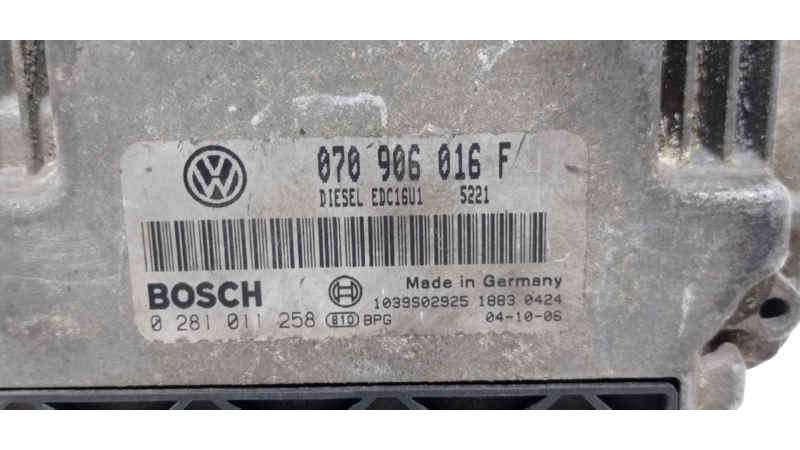 070 906 016 F
DIESEL EDC16U1 5221
BOSCH
Made in Germany
1039S02925 1883 0424
0 281 011 258 810 BPG
04-10-06